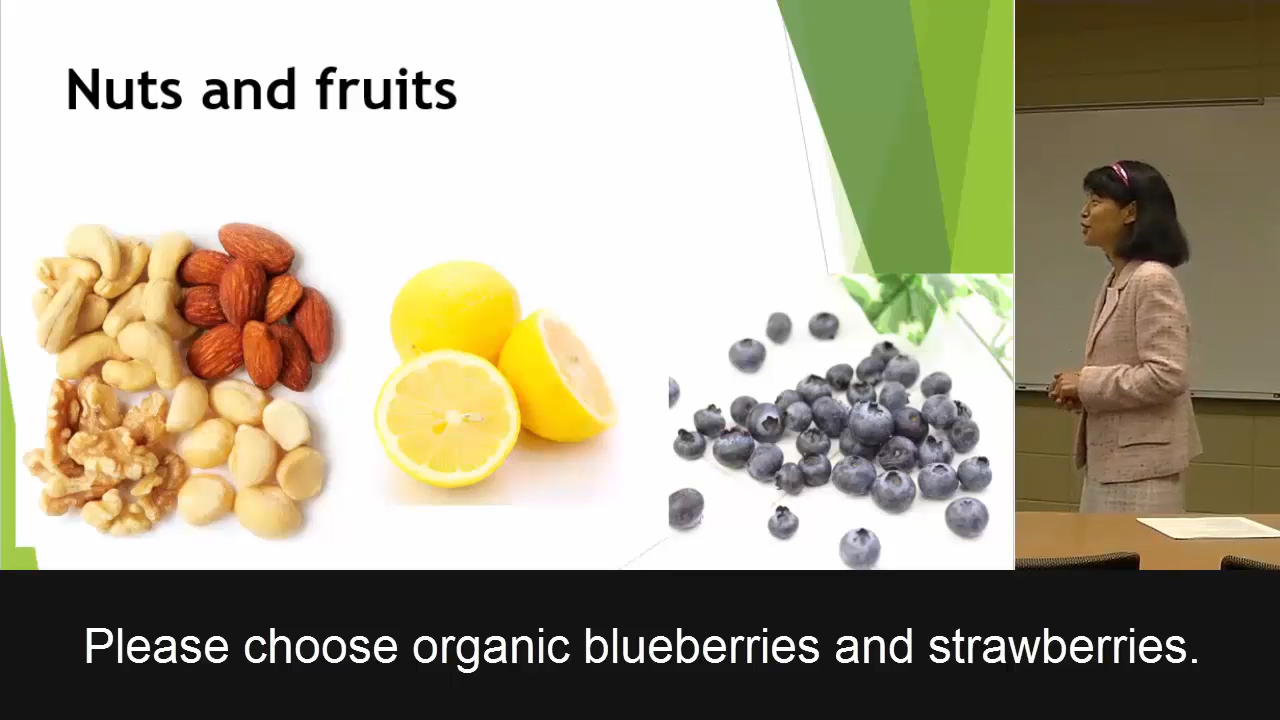 Nuts and fruits
Please choose organic blueberries and strawberries.